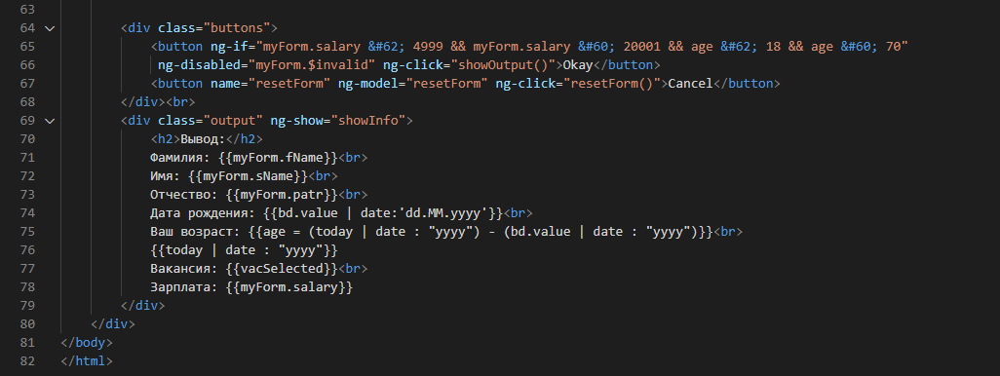 63
64 <div class="buttons">
65 <button ng-if="myForm.salary &#62; 4999 && myForm.salary &#60; 20001 && age &#62; 18 && age &#60; 70"
66 ng-disabled="myForm.$invalid" ng-click="showOutput()">Okay</button>
67 <button name="resetForm" ng-model="resetForm" ng-click="resetForm()">Cancel</button>
68 </div><br>
69 <div class="output" ng-show="showInfo">
70 <h2>Вывод:</h2>
71 Фамилия: {{myForm.fName}}<br>
72 Имя: {{myForm.sName}}<br>
73 Отчество: {{myForm.patr}}<br>
74 Дата рождения: {{bd.value | date:'dd.MM.yyyy'}}<br>
75 Ваш возраст: {{age = (today | date : "yyyy") - (bd.value | date : "yyyy")}}<br>
76 {{today | date : "yyyy"}}
77 Вакансия: {{vacSelected}}<br>
78 Зарплата: {{myForm.salary}}
79 </div>
80 </div>
81 </body>
82 </html>